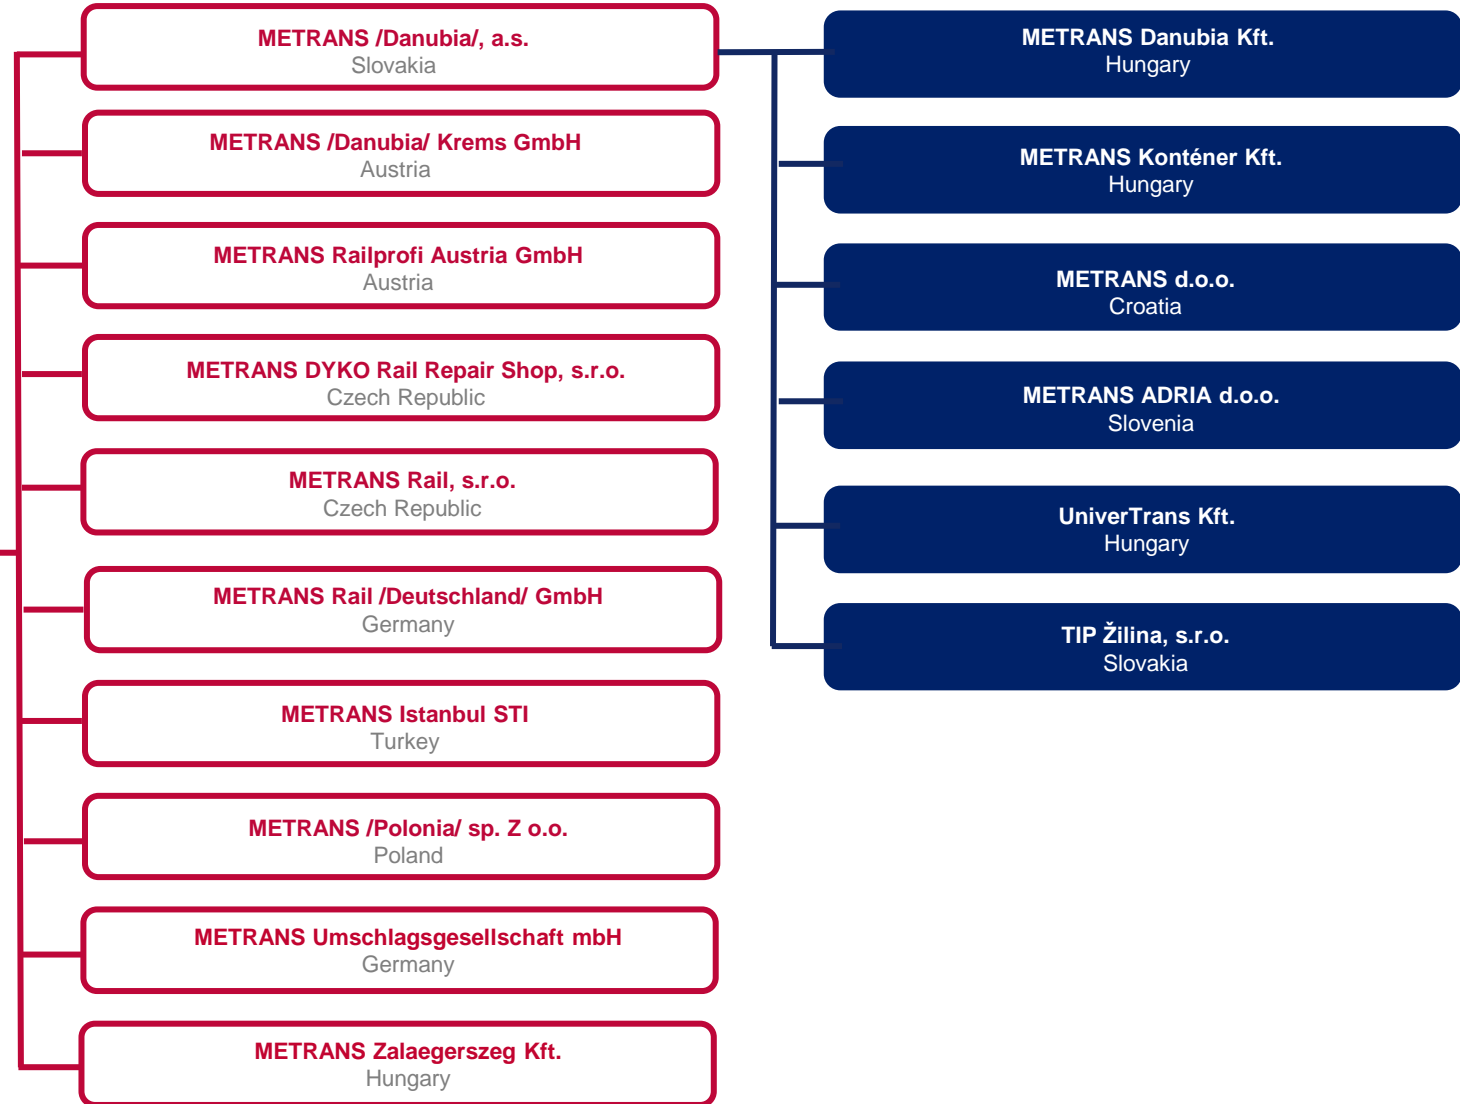 METRANS /Danubia/, a.s.
Slovakia
METRANS /Danubia/ Krems GmbH
Austria
METRANS Railprofi Austria GmbH
Austria
METRANS DYKO Rail Repair Shop, s.r.o.
Czech Republic
METRANS Rail, s.r.o.
Czech Republic
METRANS Rail /Deutschland/ GmbH
Germany
METRANS Istanbul STI
Turkey
METRANS /Polonia/ sp. Z o.o.
Poland
METRANS Umschlagsgesellschaft mbH
Germany
METRANS Zalaegerszeg Kft.
Hungary
METRANS Danubia Kft.
Hungary
METRANS Konténer Kft.
Hungary
METRANS d.o.o.
Croatia
METRANS ADRIA d.o.o.
Slovenia
UniverTrans Kft.
Hungary
TIP Žilina, s.r.o.
Slovakia